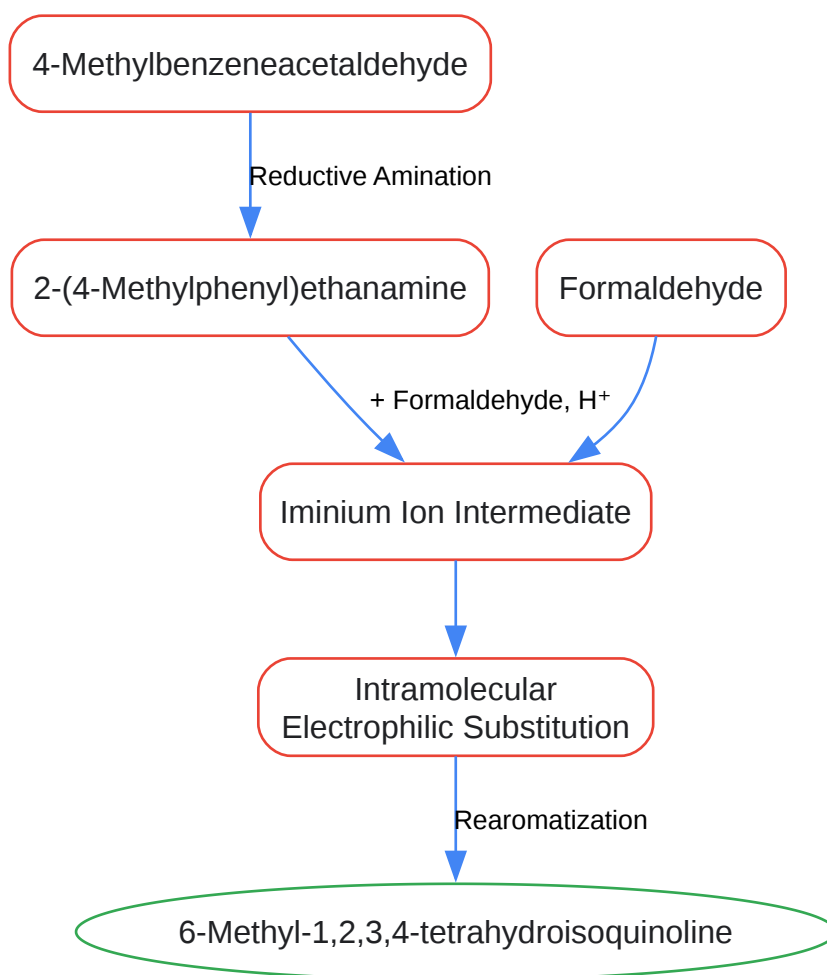 4-Methylbenzeneacetaldehyde
Reductive Amination
2-(4-Methylphenyl)ethanamine
Formaldehyde
+ Formaldehyde, H⁺
Iminium Ion Intermediate
Intramolecular
Electrophilic Substitution
Rearomatization
6-Methyl-1,2,3,4-tetrahydroisoquinoline